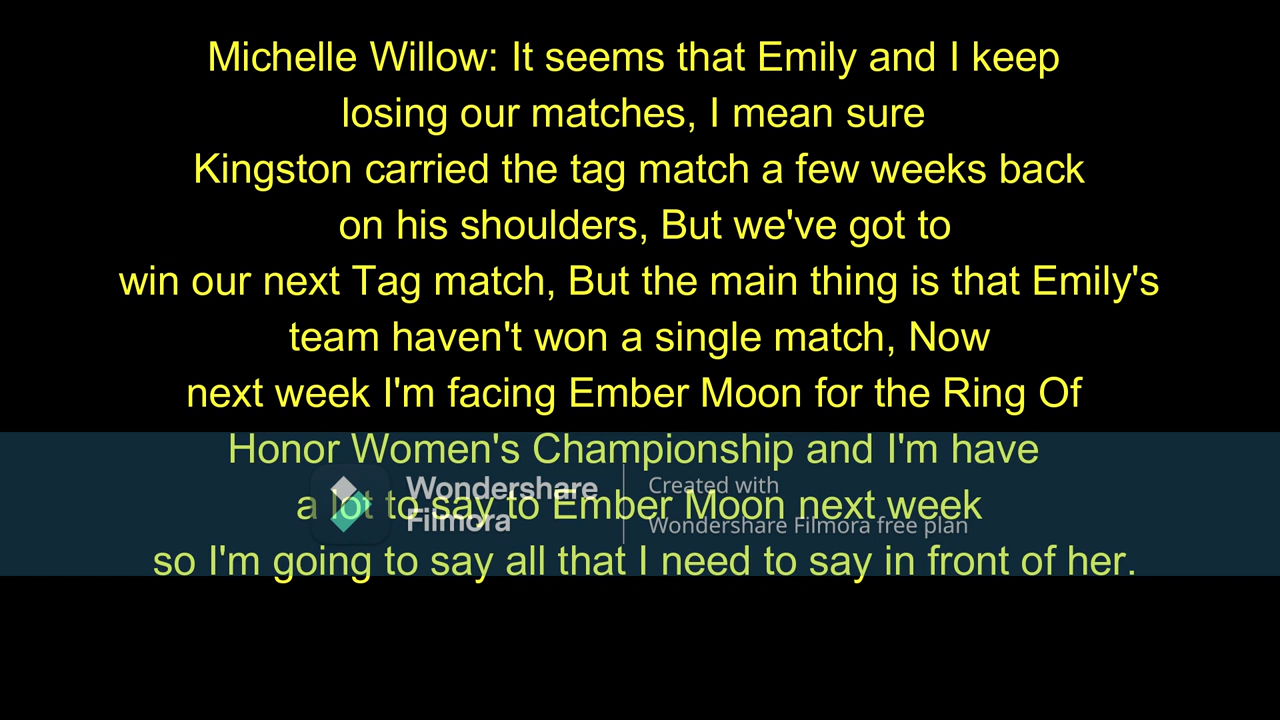 Michelle Willow: It seems that Emily and I keep
losing our matches, I mean sure
Kingston carried the tag match a few weeks back
on his shoulders, But we've got to
win our next Tag match, But the main thing is that Emily's
team haven't won a single match, Now
next week I'm facing Ember Moon for the Ring Of
Honor Women's Championship and I'm have
a lot to say to Ember Moon next week
so I'm going to say all that I need to say in front of her.
Wondershare
Filmora
Created with
Wondershare Filmora free plan